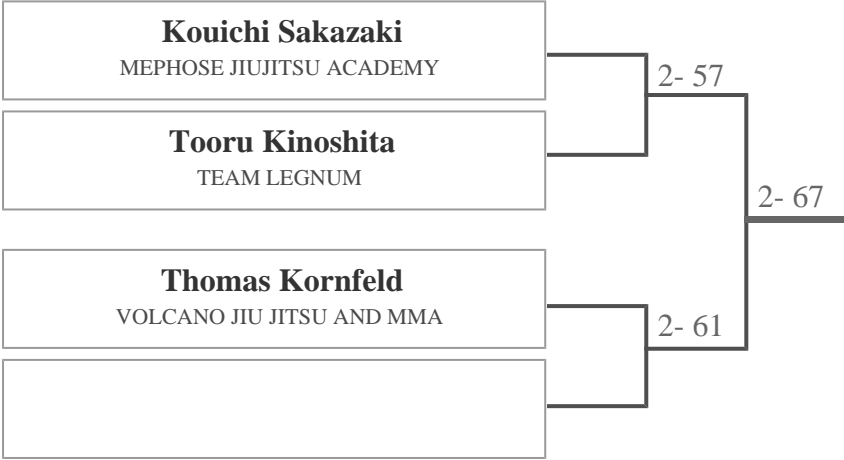 Kouichi Sakazaki
MEPHOSE JIUJITSU ACADEMY
2- 57
Tooru Kinoshita
TEAM LEGNUM
2- 67
Thomas Kornfeld
VOLCANO JIU JITSU AND MMA
2- 61